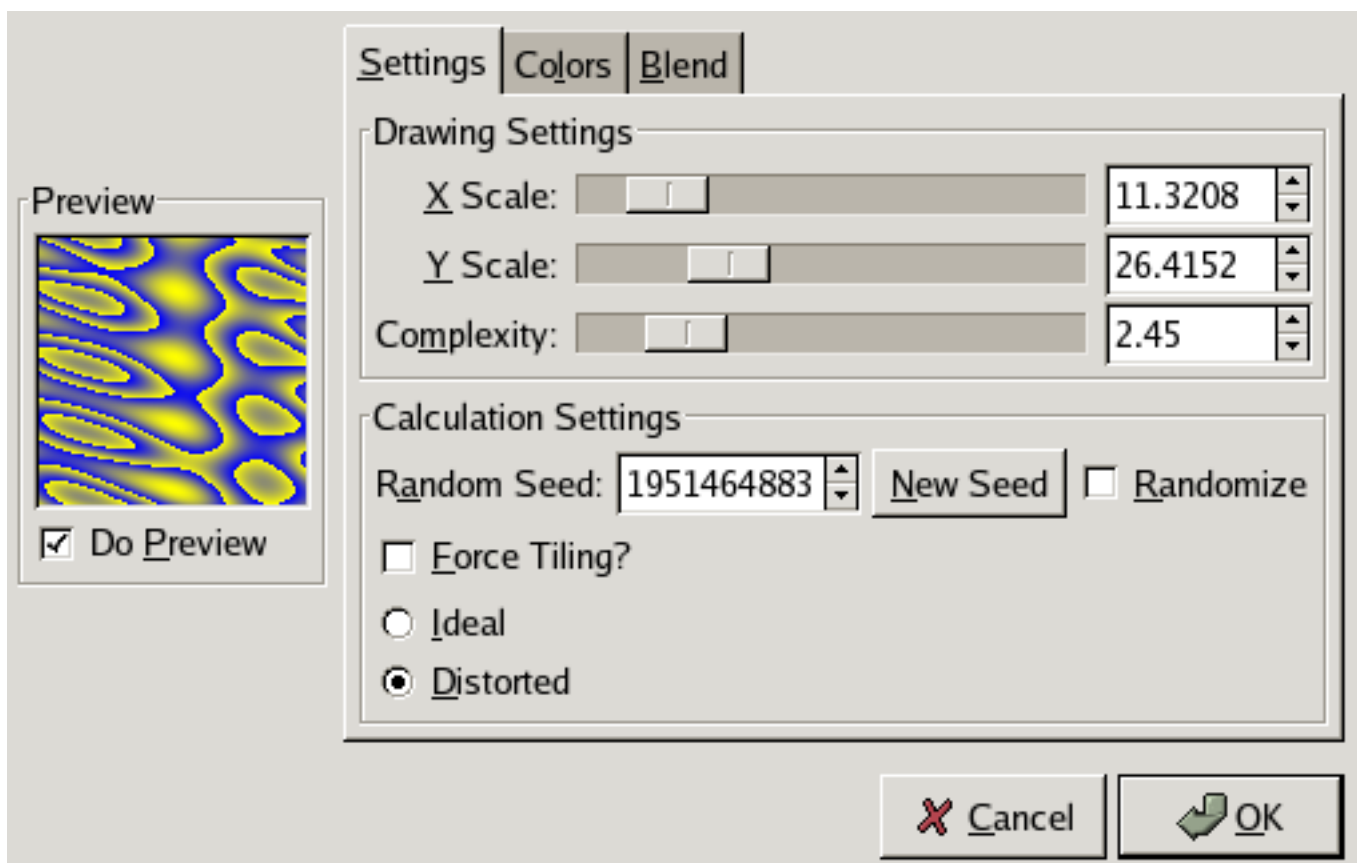 Settings Colors Blend
Drawing Settings
X Scale: 11.3208
Y Scale: 26.4152
Complexity: 2.45
Preview
Do Preview
Calculation Settings
Random Seed: 1951464883 New Seed Randomize
Force Tiling?
Ideal
Distorted
Cancel OK